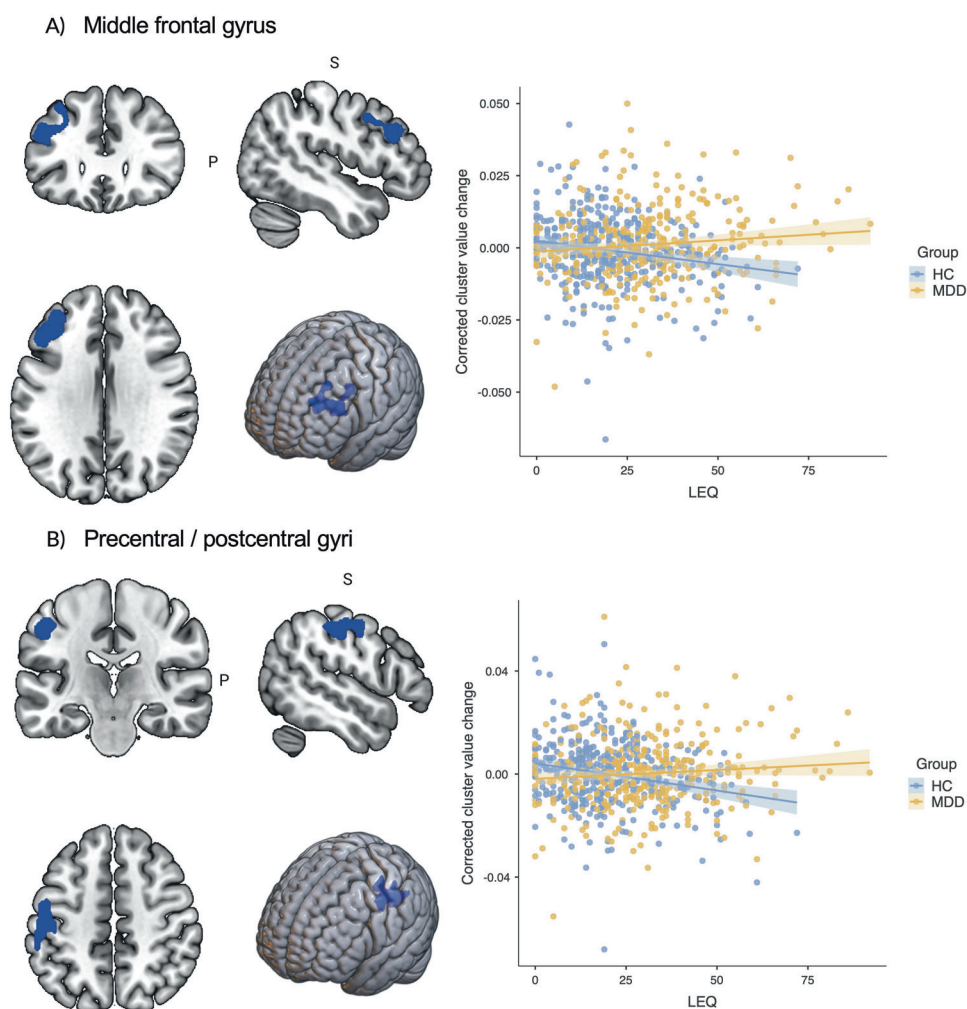 A) Middle frontal gyrus
S
P
Corrected cluster value change
0.050
0.025
0.000
-0.025
-0.050
0 25 50 75
LEQ
Group
HC
MDD
B) Precentral / postcentral gyri
S
P
Corrected cluster value change
0.04
0.00
-0.04
0 25 50 75
LEQ
Group
HC
MDD